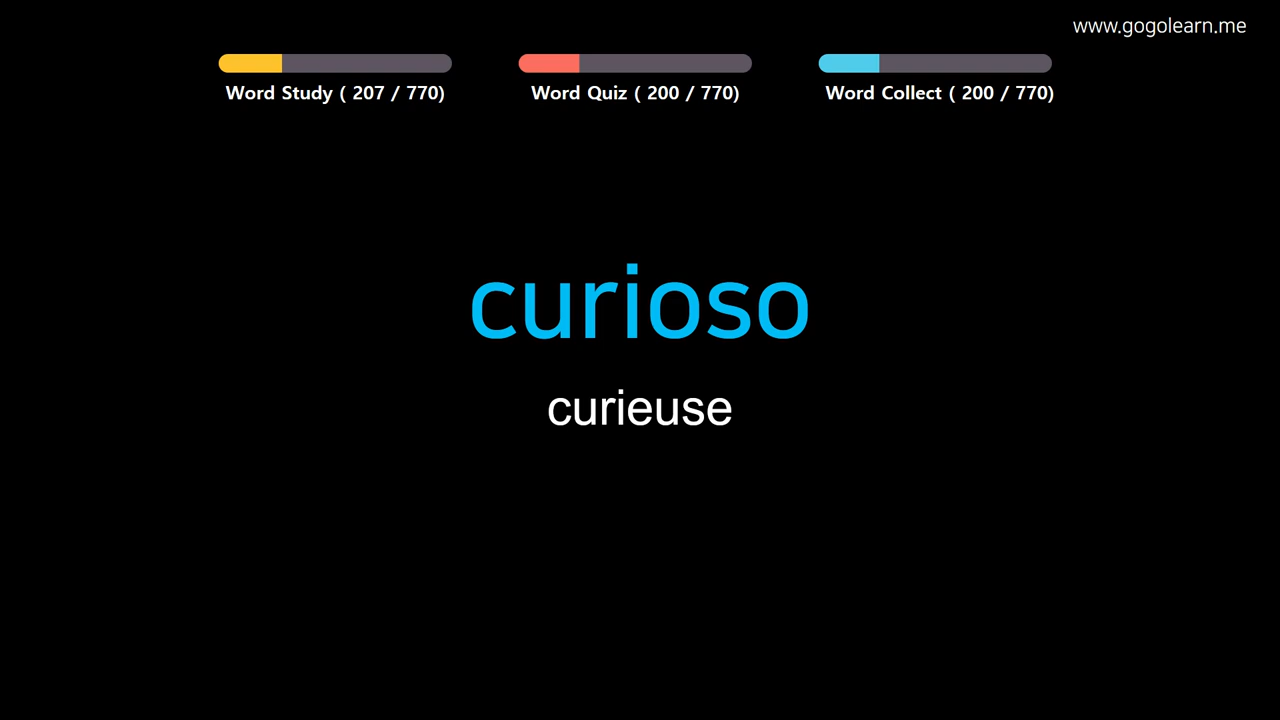 www.gogolearn.me
Word Study ( 207 / 770)
Word Quiz ( 200 / 770)
Word Collect ( 200 / 770)
curioso
curieuse